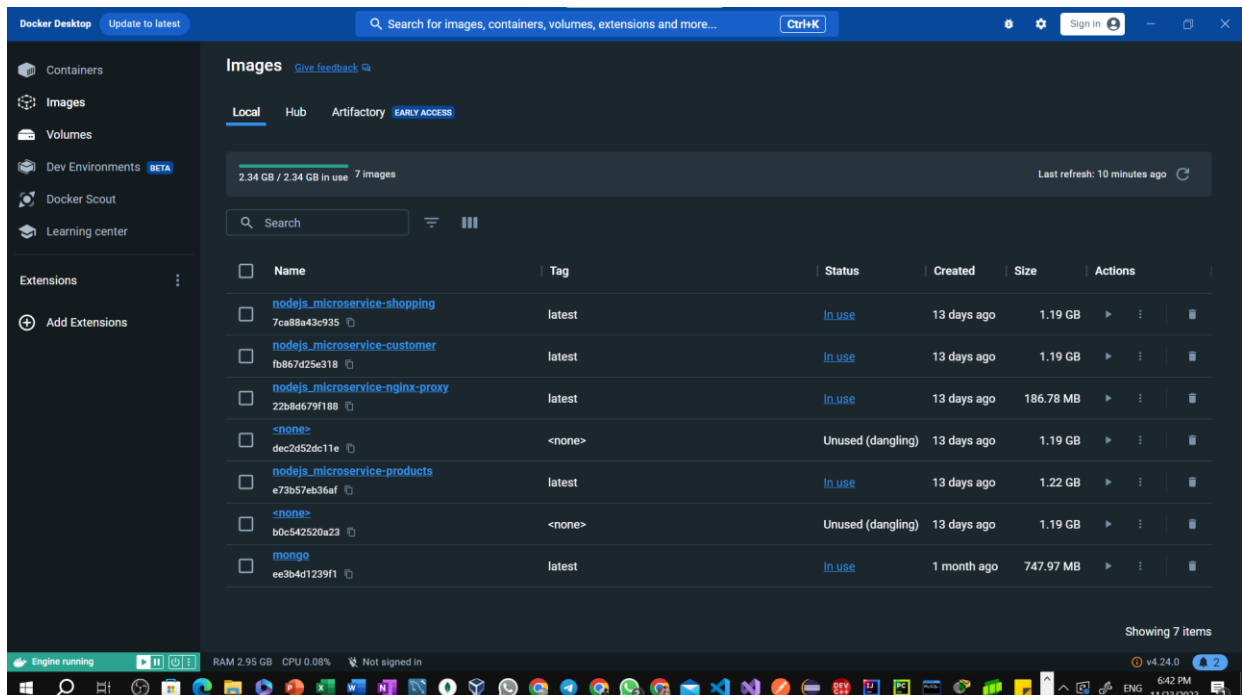 Docker Desktop Update to latest Search for images, containers, volumes, extensions and more... Ctrl+K Sign in
Containers
Images
Volumes
Dev Environments BETA
Docker Scout
Learning center
Extensions
Add Extensions
Images Give feedback
Local Hub Artifactory EARLY ACCESS
2.34 GB / 2.34 GB in use 7 images Last refresh: 10 minutes ago
Search
Name Tag Status Created Size Actions
nodejs_microservice-shopping
7ca88a43c935 latest In use 13 days ago 1.19 GB
nodejs_microservice-customer
fb867d25e318 latest In use 13 days ago 1.19 GB
nodejs_microservice-nginx-proxy
22b8d679f188 latest In use 13 days ago 186.78 MB
<none>
dec2d52dc11e <none> Unused (dangling) 13 days ago 1.19 GB
nodejs_microservice-products
e73b57eb36af latest In use 13 days ago 1.22 GB
<none>
b0c542520a23 <none> Unused (dangling) 13 days ago 1.19 GB
mongo
ee3b4d1239f1 latest In use 1 month ago 747.97 MB
Showing 7 items
Engine running RAM 2.95 GB CPU 0.08% Not signed in v4.24.0 2
ENG 6:42 PM